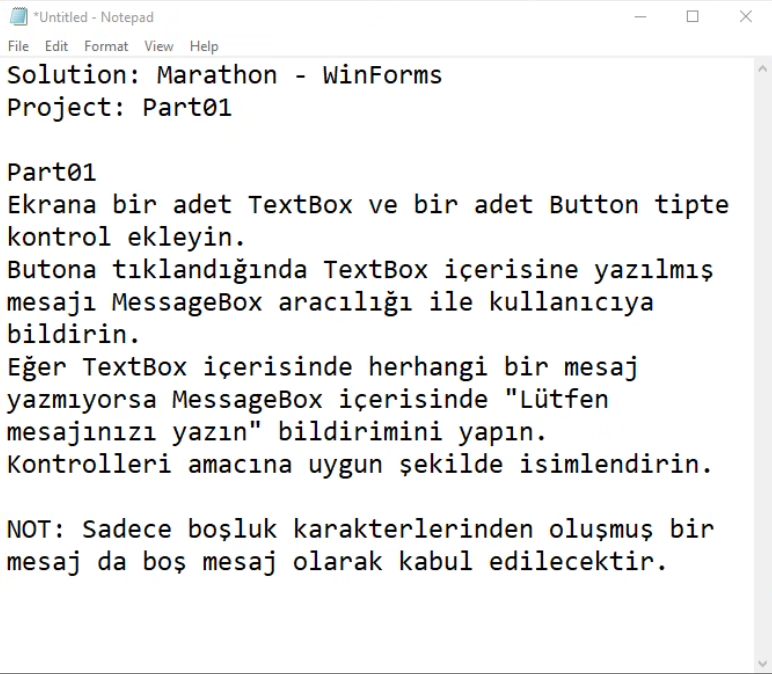 *Untitled - Notepad
File Edit Format View Help
Solution: Marathon - WinForms
Project: Part01
Part01
Ekrana bir adet TextBox ve bir adet Button tipte
kontrol ekleyin.
Butona tıklandığında TextBox içerisine yazılmış
mesajı MessageBox aracılığı ile kullanıcıya
bildirin.
Eğer TextBox içerisinde herhangi bir mesaj
yazmıyorsa MessageBox içerisinde "Lütfen
mesajınızı yazın" bildirimini yapın.
Kontrolleri amacına uygun şekilde isimlendirin.
NOT: Sadece boşluk karakterlerinden oluşmuş bir
mesaj da boş mesaj olarak kabul edilecektir.